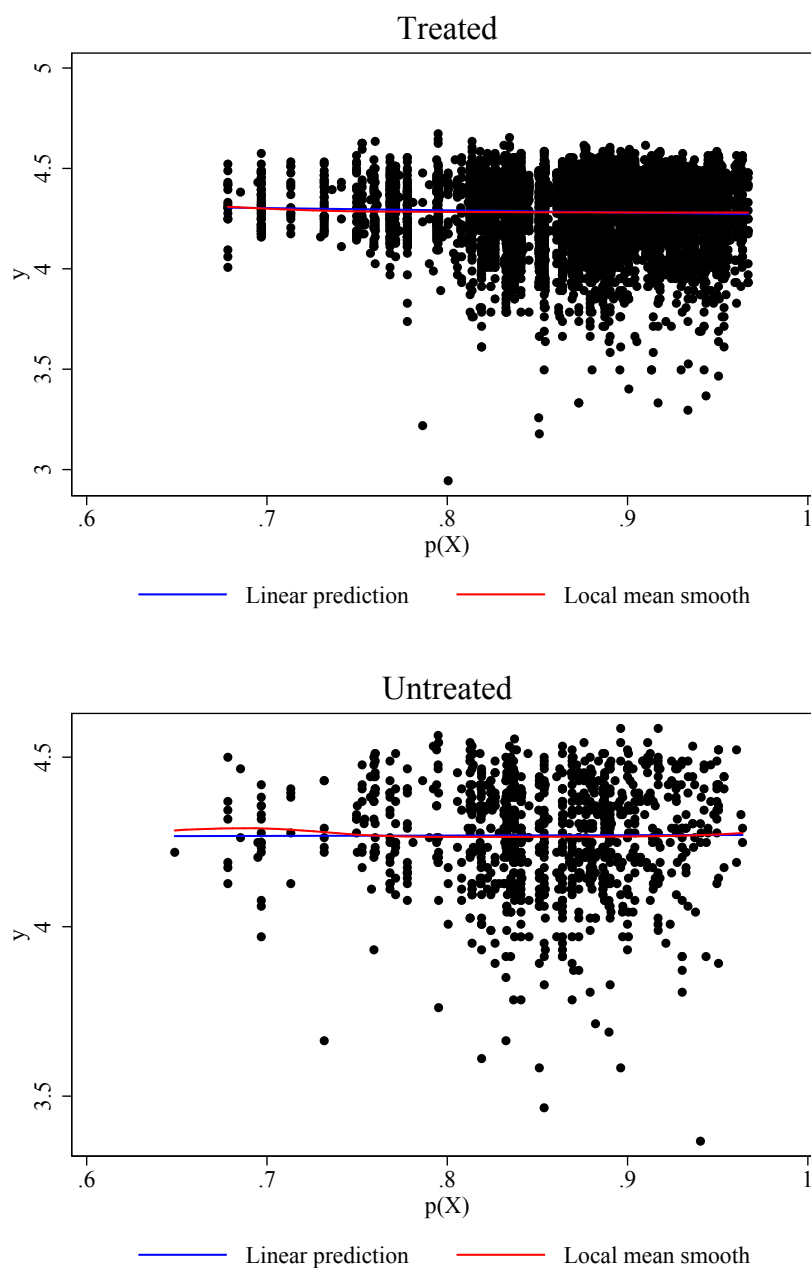 Treated
5
4.5
4
3.5
3
y
.6 .7 .8 .9 1
p(X)
Linear prediction Local mean smooth
Untreated
4.5
4
3.5
y
.6 .7 .8 .9 1
p(X)
Linear prediction Local mean smooth